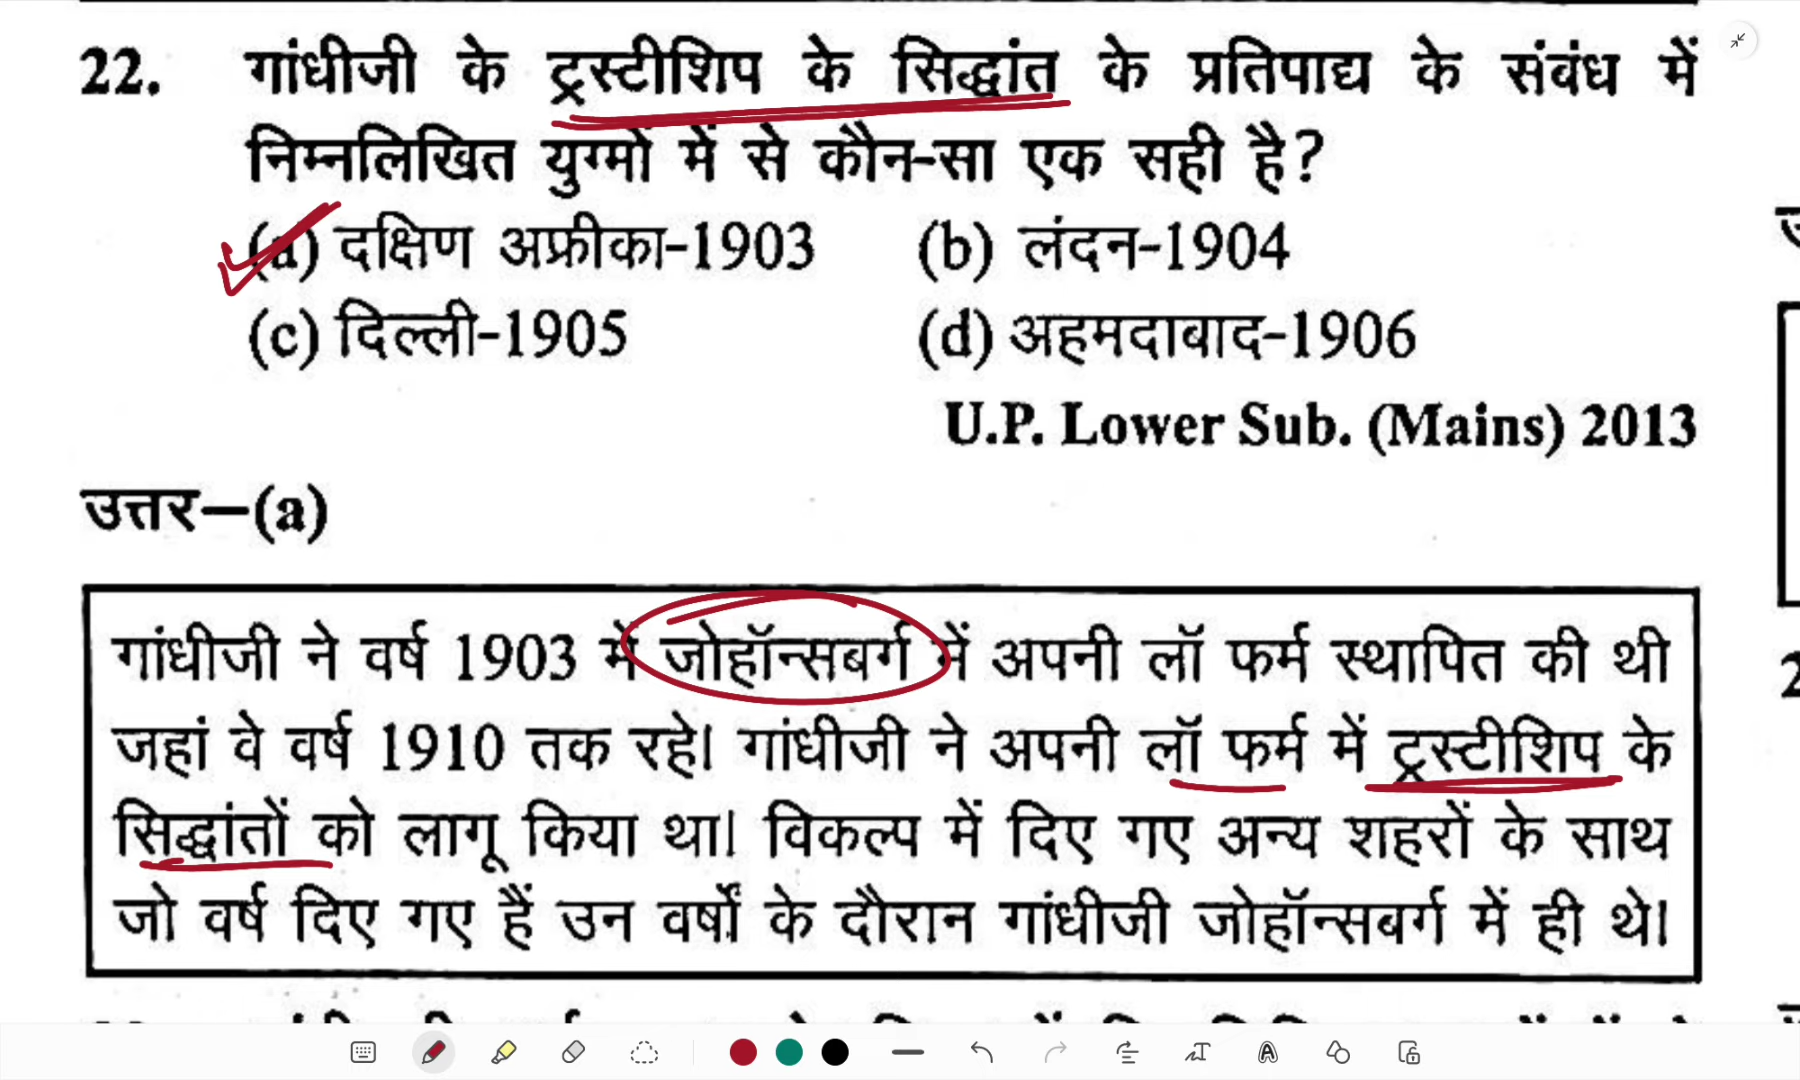 22. गांधीजी के ट्रस्टीशिप के सिद्धांत के प्रतिपाद्य के संबंध में
निम्नलिखित युग्मों में से कौन-सा एक सही है?
(a) दक्षिण अफ्रीका-1903 (b) लंदन-1904
(c) दिल्ली-1905 (d) अहमदाबाद-1906
U.P. Lower Sub. (Mains) 2013
उत्तर—(a)
गांधीजी ने वर्ष 1903 में जोहॉन्सबर्ग में अपनी लॉ फर्म स्थापित की थी
जहां वे वर्ष 1910 तक रहे। गांधीजी ने अपनी लॉ फर्म में ट्रस्टीशिप के
सिद्धांतों को लागू किया था। विकल्प में दिए गए अन्य शहरों के साथ
जो वर्ष दिए गए हैं उन वर्षों के दौरान गांधीजी जोहॉन्सबर्ग में ही थे।